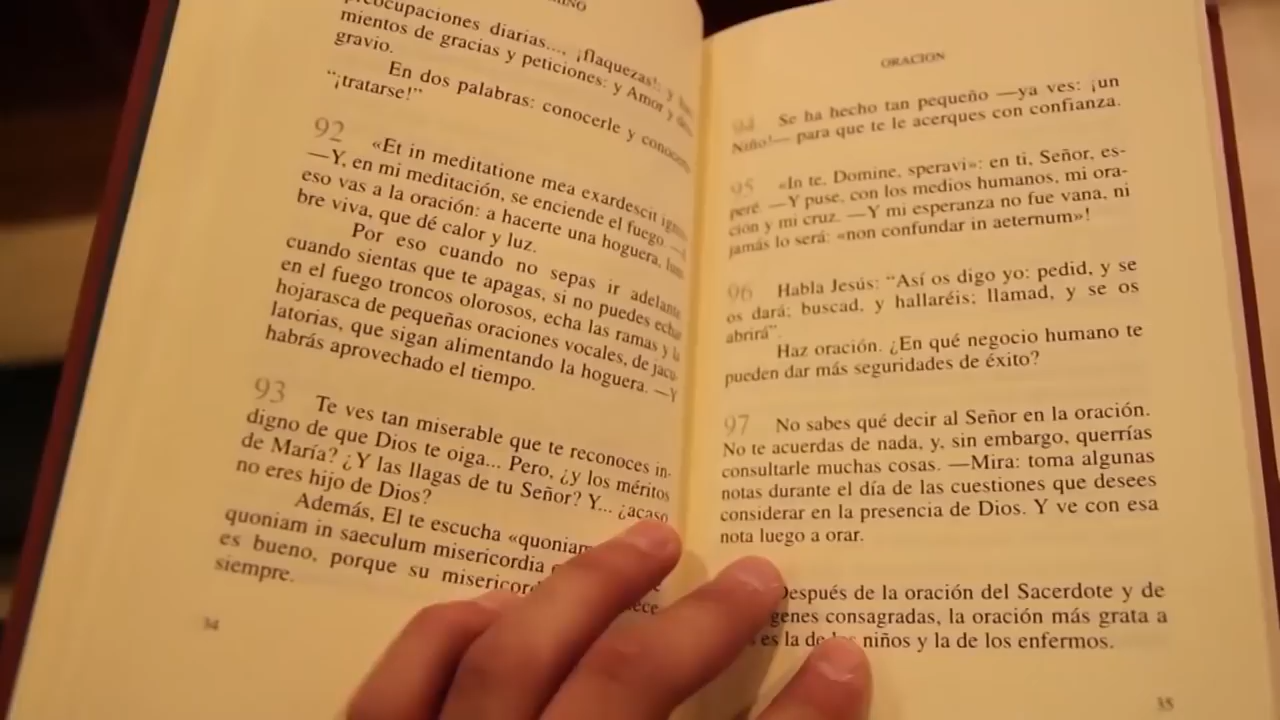 preocupaciones diarias..., ¡flaquezas!: y
mientos de gracias y peticiones: y Amor y
gravio.
En dos palabras: conocerle y
"¡tratarse!"
92 «Et in meditatione mea exardescit
—Y, en mi meditación, se enciende el fuego. —
eso vas a la oración: a hacerte una hoguera,
bre viva, que dé calor y luz.
Por eso cuando no sepas ir adelante
cuando sientas que te apagas, si no puedes
en el fuego troncos olorosos, echa las ramas y la
hojarasca de pequeñas oraciones vocales, de jacu-
latorias, que sigan alimentando la hoguera. —Y
habrás aprovechado el tiempo.
93 Te ves tan miserable que te reconoces in-
digno de que Dios te oiga... Pero, ¿y los méritos
de María? ¿Y las llagas de tu Señor? Y... ¿acaso
no eres hijo de Dios?
Además, El te escucha «quoniam
quoniam in saeculum misericordia
es bueno, porque su
siempre.
34
ORACION
94 Se ha hecho tan pequeño —ya ves: ¡un
Niño!— para que te le acerques con confianza.
95 «In te, Domine, speravi»: en ti, Señor, es-
peré. —Y puse, con los medios humanos, mi ora-
ción y mi cruz. —Y mi esperanza no fue vana, ni
jamás lo será: «non confundar in aeternum»!
96 Habla Jesús: "Así os digo yo: pedid, y se
os dará; buscad, y hallaréis; llamad, y se os
abrirá".
Haz oración. ¿En qué negocio humano te
pueden dar más seguridades de éxito?
97 No sabes qué decir al Señor en la oración.
No te acuerdas de nada, y, sin embargo, querrías
consultarle muchas cosas. —Mira: toma algunas
notas durante el día de las cuestiones que desees
considerar en la presencia de Dios. Y ve con esa
nota luego a orar.
Después de la oración del Sacerdote y de
la oración más grata a
es la de niños y la de los enfermos.
35